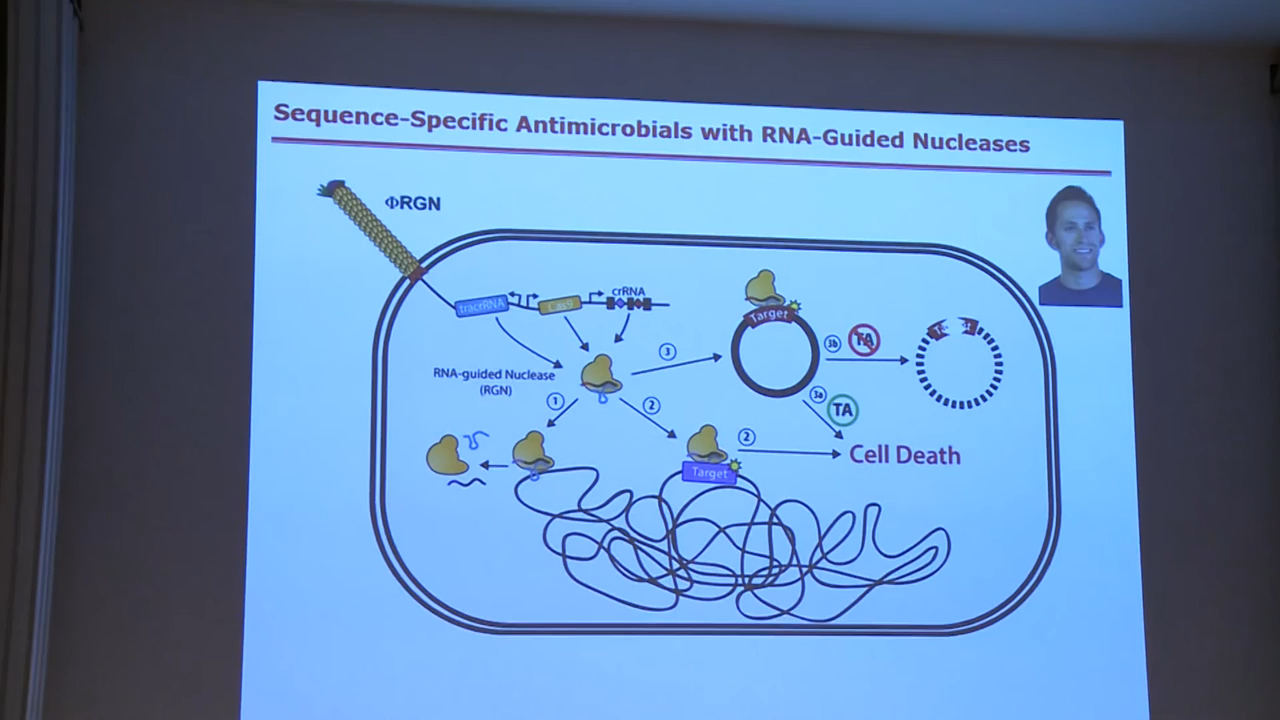 Sequence-Specific Antimicrobials with RNA-Guided Nucleases
ΦRGN
tracrRNA
Cas9
crRNA
RNA-guided Nuclease
(RGN)
1
2
3
Target
3b
TA
3a
TA
Target
2
Cell Death